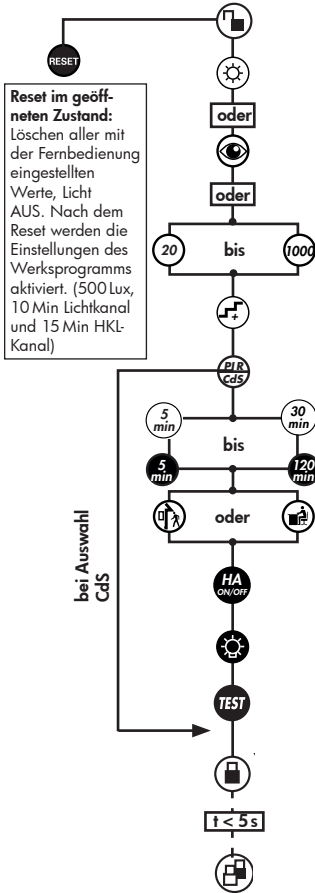 RESET
Reset im geöff-
neten Zustand:
Löschen aller mit
der Fernbedienung
eingestellten
Werte, Licht
AUS. Nach dem
Reset werden die
Einstellungen des
Werksprogramms
aktiviert. (500 Lux,
10 Min Lichtkanal
und 15 Min HKL-
Kanal)
oder
oder
20
bis
1000
+
PIR
CdS
5
min
30
min
bis
5
min
120
min
oder
bei Auswahl
CdS
HA
ON/OFF
TEST
t < 5 s